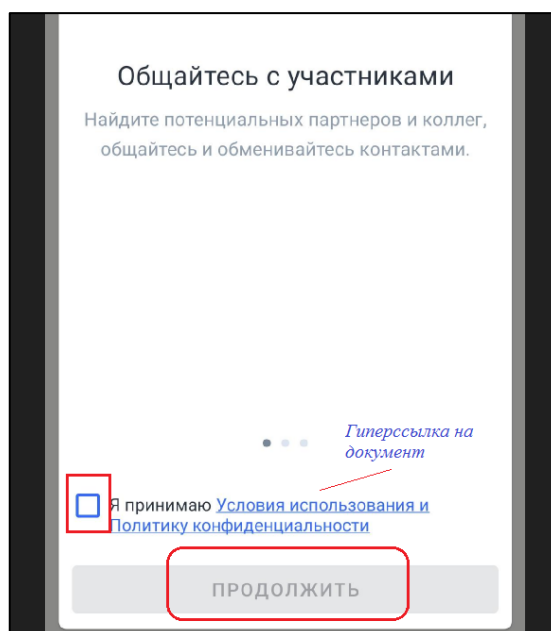 Общайтесь с участниками
Найдите потенциальных партнеров и коллег,
общайтесь и обменивайтесь контактами.
Гиперссылка на
документ
Я принимаю Условия использования и
Политику конфиденциальности
ПРОДОЛЖИТЬ